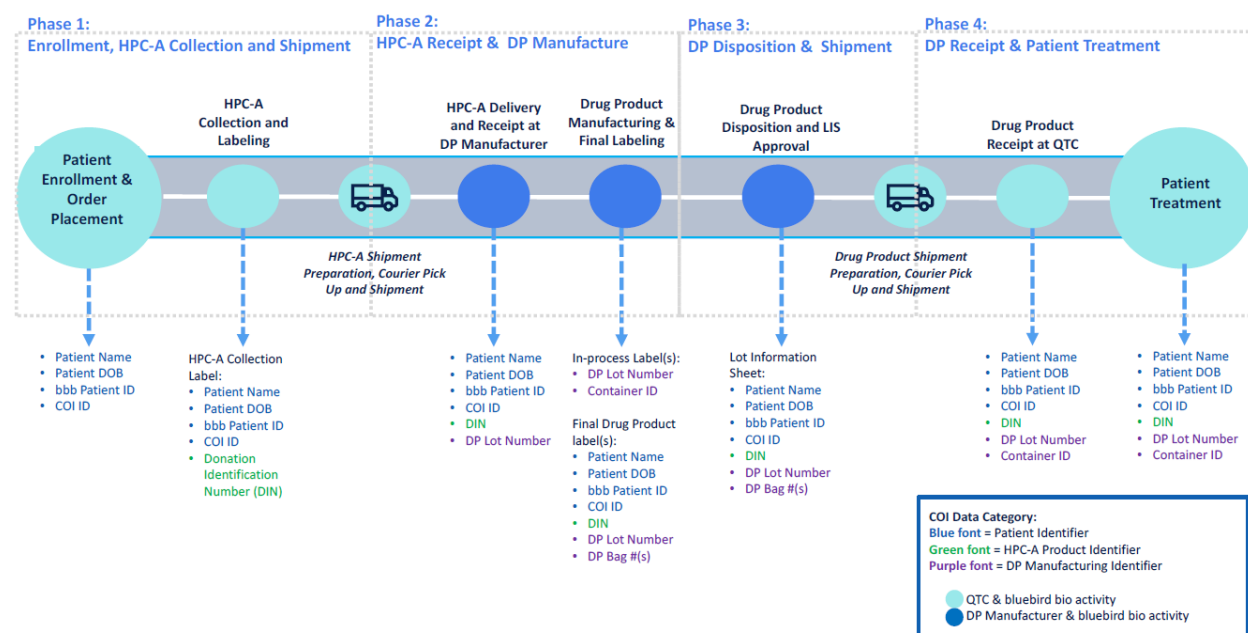 Phase 1:
Enrollment, HPC-A Collection and Shipment
Phase 2:
HPC-A Receipt & DP Manufacture
Phase 3:
DP Disposition & Shipment
Phase 4:
DP Receipt & Patient Treatment
Patient
Enrollment &
Order
Placement
HPC-A
Collection and
Labeling
HPC-A Shipment
Preparation, Courier Pick
Up and Shipment
HPC-A Delivery
and Receipt at
DP Manufacturer
Drug Product
Manufacturing &
Final Labeling
Drug Product
Disposition and LIS
Approval
Drug Product Shipment
Preparation, Courier Pick
Up and Shipment
Drug Product
Receipt at QTC
Patient
Treatment
• Patient Name
• Patient DOB
• bbb Patient ID
• COI ID
HPC-A Collection
Label:
• Patient Name
• Patient DOB
• bbb Patient ID
• COI ID
• Donation
Identification
Number (DIN)
• Patient Name
• Patient DOB
• bbb Patient ID
• COI ID
• DIN
• DP Lot Number
In-process Label(s):
• DP Lot Number
• Container ID
Final Drug Product
label(s):
• Patient Name
• Patient DOB
• bbb Patient ID
• COI ID
• DIN
• DP Lot Number
• DP Bag #(s)
Lot Information
Sheet:
• Patient Name
• Patient DOB
• bbb Patient ID
• COI ID
• DIN
• DP Lot Number
• DP Bag #(s)
• Patient Name
• Patient DOB
• bbb Patient ID
• COI ID
• DIN
• DP Lot Number
• Container ID
• Patient Name
• Patient DOB
• bbb Patient ID
• COI ID
• DIN
• DP Lot Number
• Container ID
COI Data Category:
Blue font = Patient Identifier
Green font = HPC-A Product Identifier
Purple font = DP Manufacturing Identifier
QTC & bluebird bio activity
DP Manufacturer & bluebird bio activity